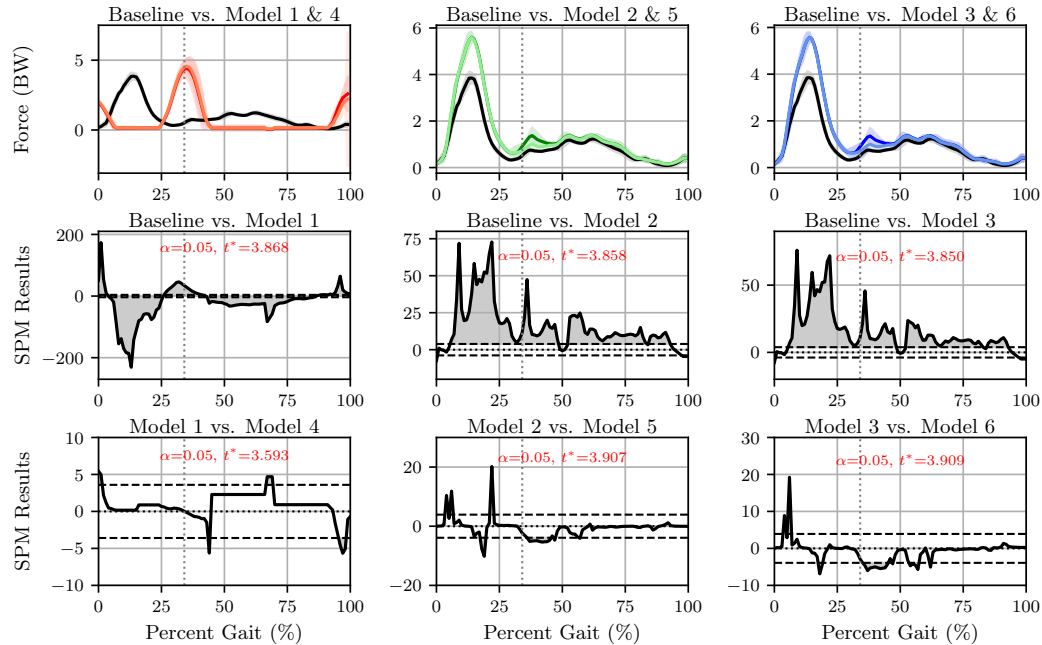 Baseline vs. Model 1 & 4
Baseline vs. Model 2 & 5
Baseline vs. Model 3 & 6
Force (BW)
5
0
0 25 50 75 100
6
4
2
0
0 25 50 75 100
6
4
2
0
0 25 50 75 100
Baseline vs. Model 1
Baseline vs. Model 2
Baseline vs. Model 3
SPM Results
200
0
−200
α=0.05, t*=3.868
0 25 50 75 100
75
50
25
0
α=0.05, t*=3.858
0 25 50 75 100
50
0
α=0.05, t*=3.850
0 25 50 75 100
Model 1 vs. Model 4
Model 2 vs. Model 5
Model 3 vs. Model 6
SPM Results
10
5
0
−5
−10
α=0.05, t*=3.593
0 25 50 75 100
Percent Gait (%)
20
0
−20
α=0.05, t*=3.907
0 25 50 75 100
Percent Gait (%)
30
20
10
0
−10
α=0.05, t*=3.909
0 25 50 75 100
Percent Gait (%)